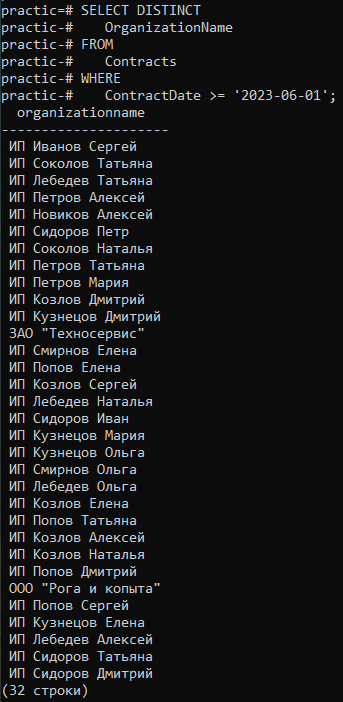 practic=# SELECT DISTINCT
practic-#    OrganizationName
practic-# FROM
practic-#    Contracts
practic-# WHERE
practic-#    ContractDate >= '2023-06-01';
organizationname
---------------------
ИП Иванов Сергей
ИП Соколов Татьяна
ИП Лебедев Татьяна
ИП Петров Алексей
ИП Новиков Алексей
ИП Сидоров Петр
ИП Соколов Наталья
ИП Петров Татьяна
ИП Петров Мария
ИП Козлов Дмитрий
ИП Кузнецов Дмитрий
ЗАО "Техносервис"
ИП Смирнов Елена
ИП Попов Елена
ИП Козлов Сергей
ИП Лебедев Наталья
ИП Сидоров Иван
ИП Кузнецов Мария
ИП Кузнецов Ольга
ИП Смирнов Ольга
ИП Лебедев Ольга
ИП Козлов Елена
ИП Попов Татьяна
ИП Козлов Алексей
ИП Козлов Наталья
ИП Попов Дмитрий
ООО "Рога и копыта"
ИП Попов Сергей
ИП Кузнецов Елена
ИП Лебедев Алексей
ИП Сидоров Татьяна
ИП Сидоров Дмитрий
(32 строки)